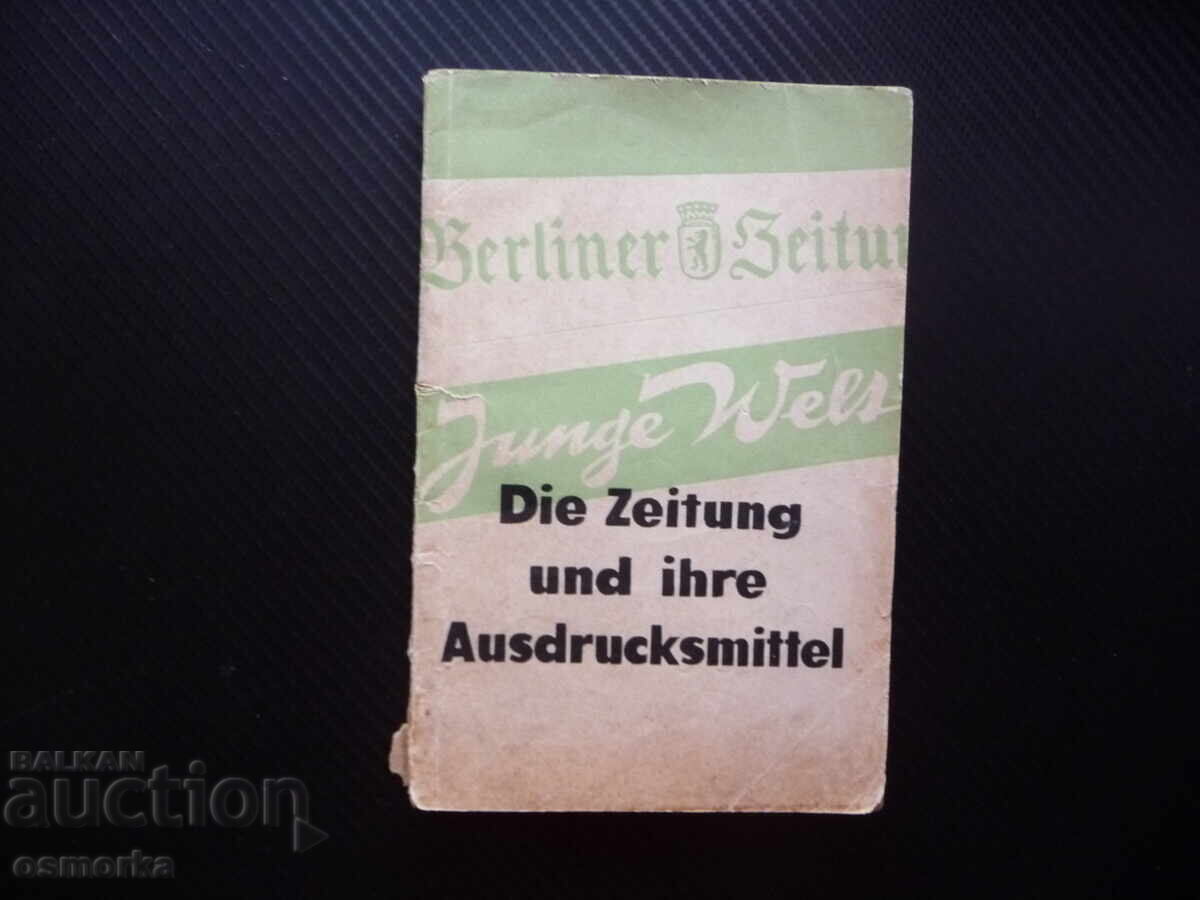 Berliner Zeitun
Junge Welt
Die Zeitung
und ihre
Ausdrucksmittel
BALKAN
auction
osmorka